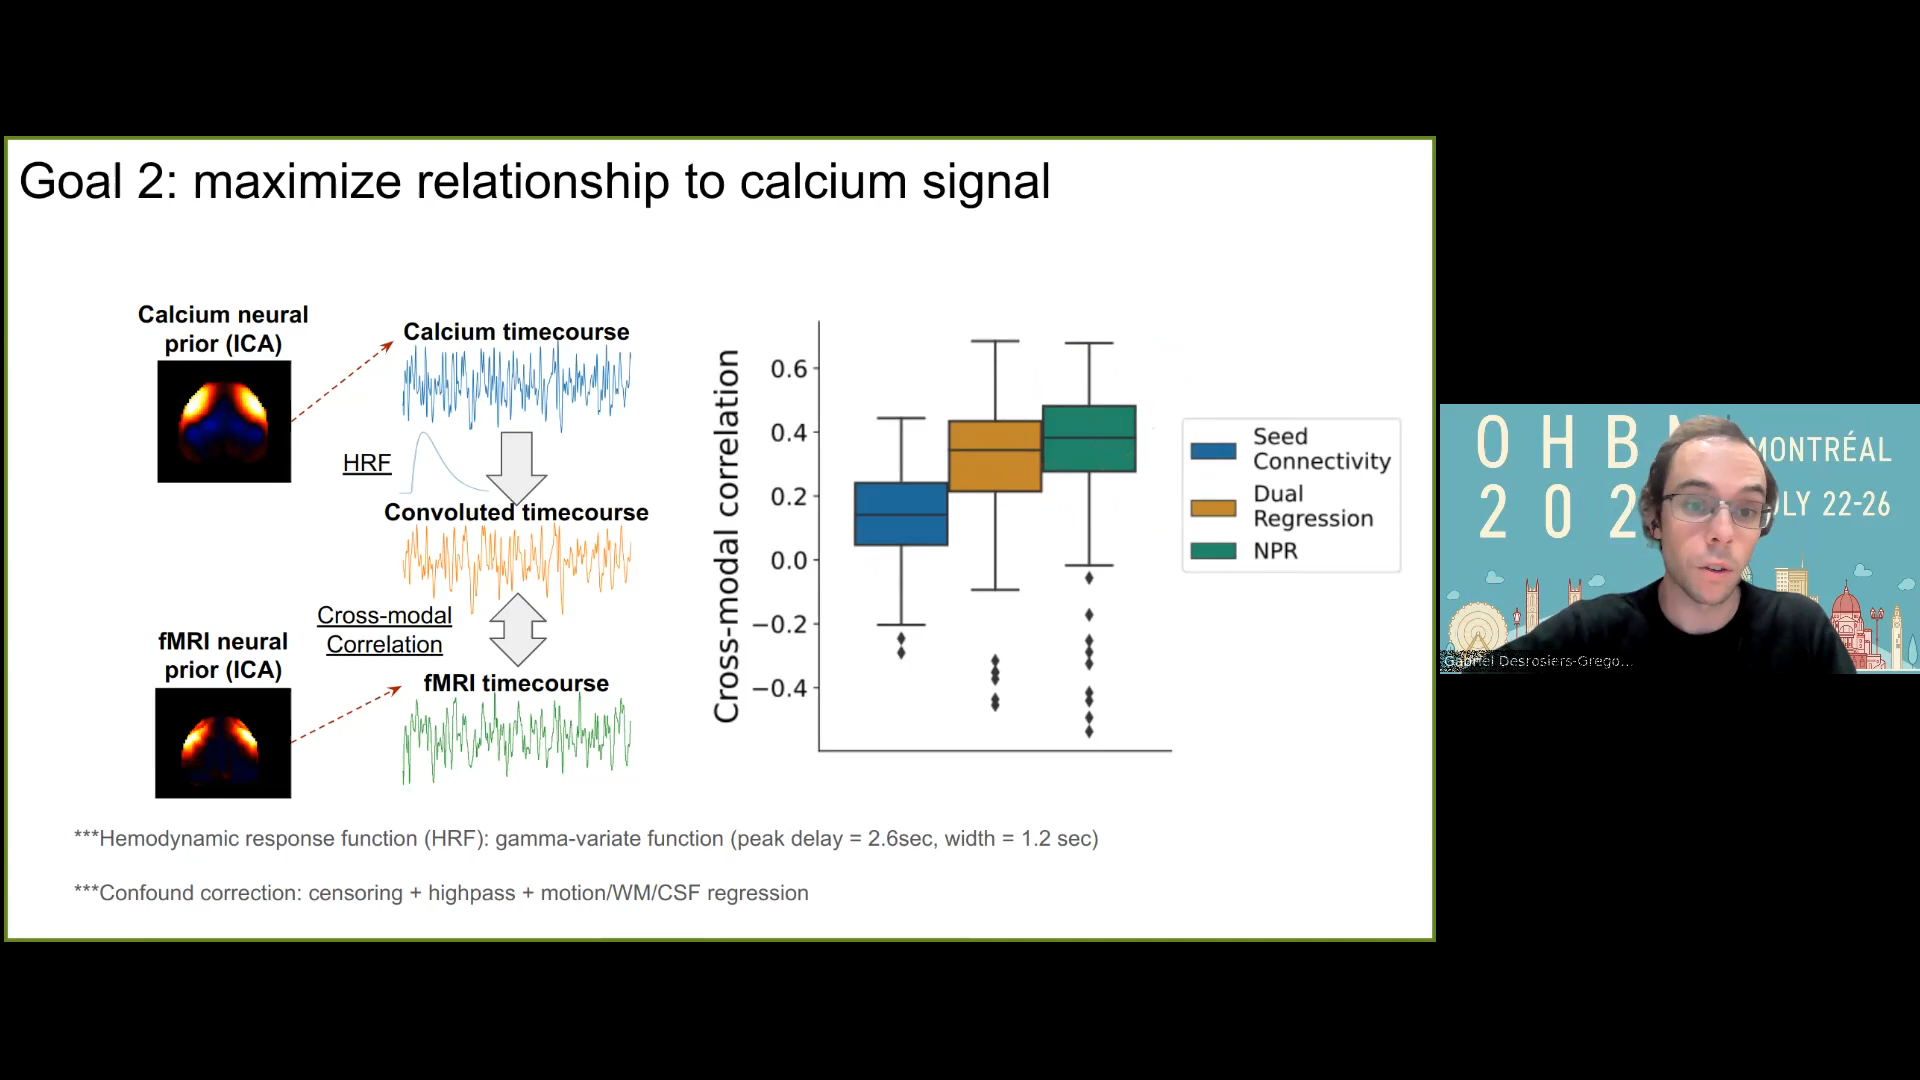 Goal 2: maximize relationship to calcium signal
Calcium neural
prior (ICA)
Calcium timecourse
HRF
Convoluted timecourse
Cross-modal
Correlation
fMRI neural
prior (ICA)
fMRI timecourse
Cross-modal correlation
0.6
0.4
0.2
0.0
−0.2
−0.4
Seed
Connectivity
Dual
Regression
NPR
***Hemodynamic response function (HRF): gamma-variate function (peak delay = 2.6sec, width = 1.2 sec)
***Confound correction: censoring + highpass + motion/WM/CSF regression
O H B
MONTRÉAL
2 0 2
LY 22-26
Gabriel Desrosiers-Grego...